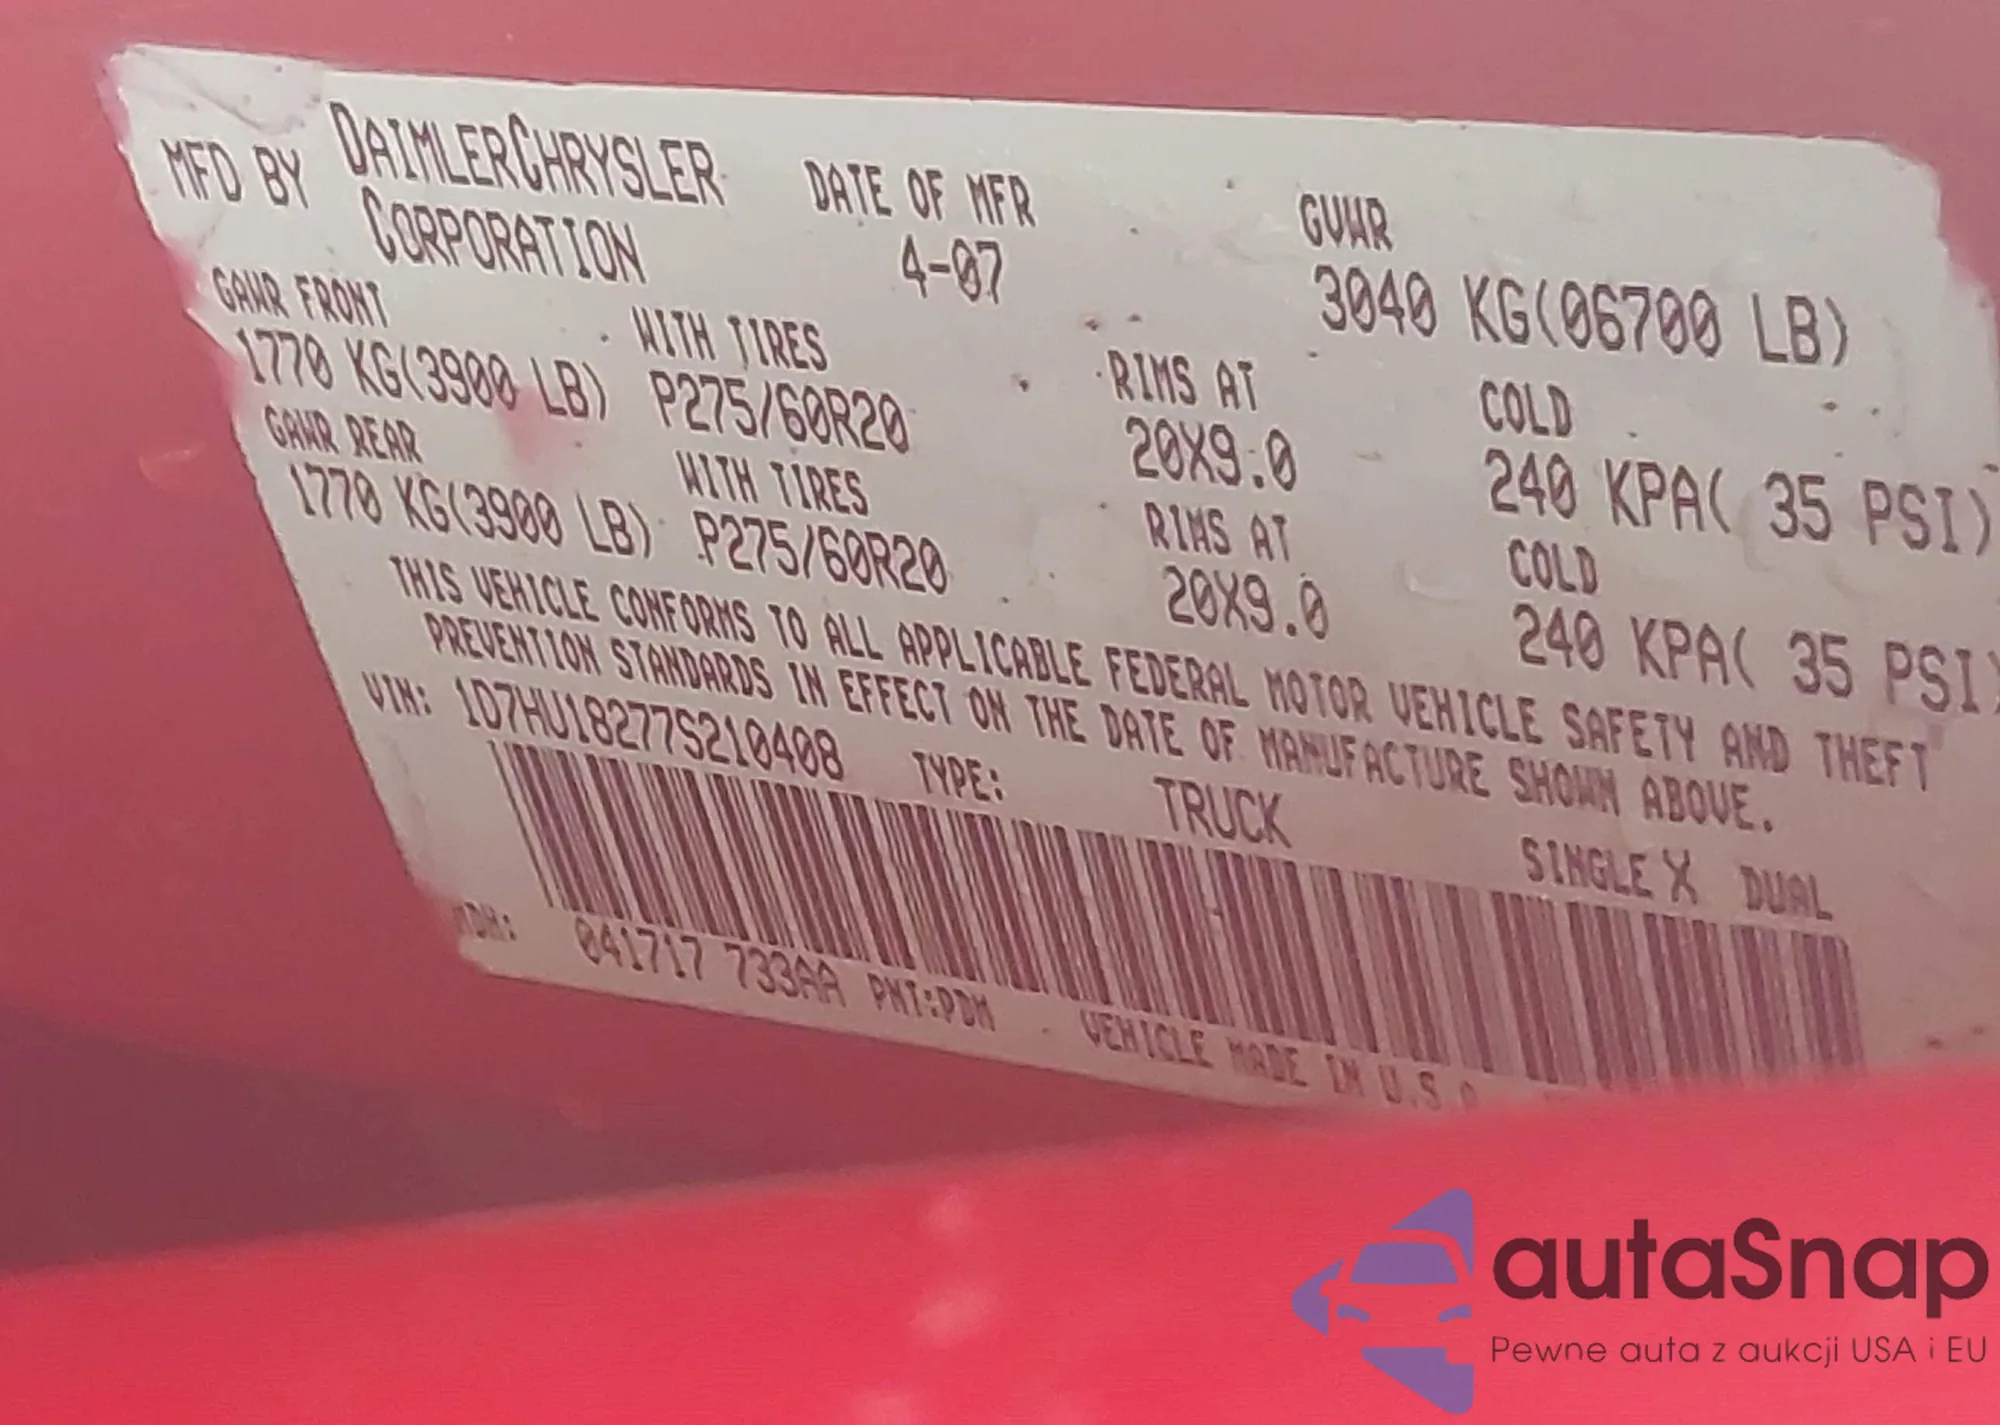 MFD BY DAIMLERCHRYSLER CORPORATION DATE OF MFR 4-07 GVWR 3040 KG(06700 LB)
GAWR FRONT WITH TIRES RIMS AT COLD
1770 KG(3900 LB) P275/60R20 20X9.0 240 KPA( 35 PSI)
GAWR REAR WITH TIRES RIMS AT COLD
1770 KG(3900 LB) P275/60R20 20X9.0 240 KPA( 35 PSI)
THIS VEHICLE CONFORMS TO ALL APPLICABLE FEDERAL MOTOR VEHICLE SAFETY AND THEFT
PREVENTION STANDARDS IN EFFECT ON THE DATE OF MANUFACTURE SHOWN ABOVE.
VIN: 1D7HU18277S210408 TYPE: TRUCK SINGLE X DUAL
041717 733AA PNT:PDM VEHICLE MADE IN U.S
autaSnap
Pewne auta z aukcji USA i EU